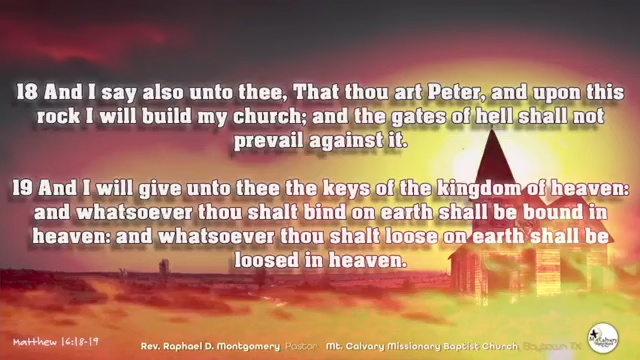 18 And I say also unto thee, That thou art Peter, and upon this
rock I will build my church; and the gates of hell shall not
prevail against it.
19 And I will give unto thee the keys of the kingdom of heaven:
and whatsoever thou shalt bind on earth shall be bound in
heaven: and whatsoever thou shalt loose on earth shall be
loosed in heaven.
Matthew 16:18-19
Rev. Raphael D. Montgomery Pastor Mt. Calvary Missionary Baptist Church Baytown TX